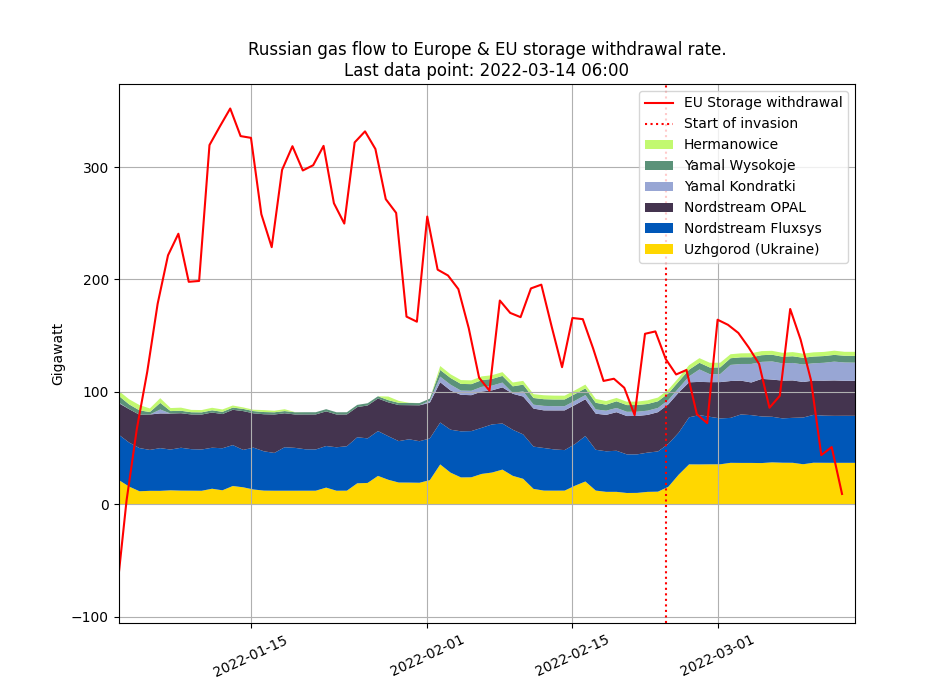 Russian gas flow to Europe & EU storage withdrawal rate.
Last data point: 2022-03-14 06:00
EU Storage withdrawal
Start of invasion
Hermanowice
Yamal Wysokoje
Yamal Kondratki
Nordstream OPAL
Nordstream Fluxsys
Uzhgorod (Ukraine)
Gigawatt
300
200
100
0
−100
2022-01-15
2022-02-01
2022-02-15
2022-03-01